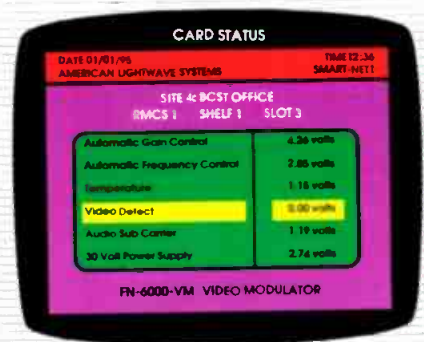 CARD STATUS
DATE 01/01/95 TIME 12:36
AMERICAN LIGHTWAVE SYSTEMS SMART-NET1
SITE 4: BCST OFFICE
RMCS 1 SHELF 1 SLOT 3
Automatic Gain Control 4.26 volts
Automatic Frequency Control 2.85 volts
Temperature 1.15 volts
Video Detect 0.00 volts
Audio Sub Carrier 1.19 volts
30 Volt Power Supply 2.74 volts
FN-6000-VM VIDEO MODULATOR